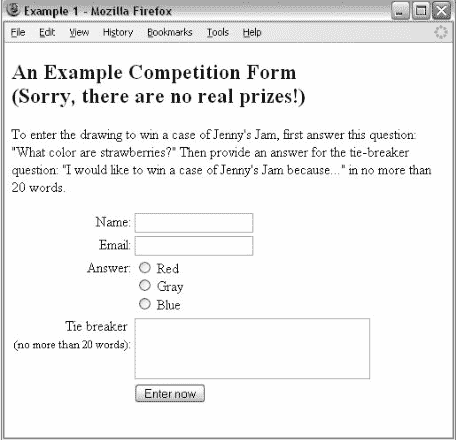 Example 1 - Mozilla Firefox
File Edit View History Bookmarks Tools Help
An Example Competition Form
(Sorry, there are no real prizes!)
To enter the drawing to win a case of Jenny's Jam, first answer this question:
"What color are strawberries?" Then provide an answer for the tie-breaker
question: "I would like to win a case of Jenny's Jam because..." in no more than
20 words.
Name:
Email:
Answer: Red
Gray
Blue
Tie breaker
(no more than 20 words):
Enter now